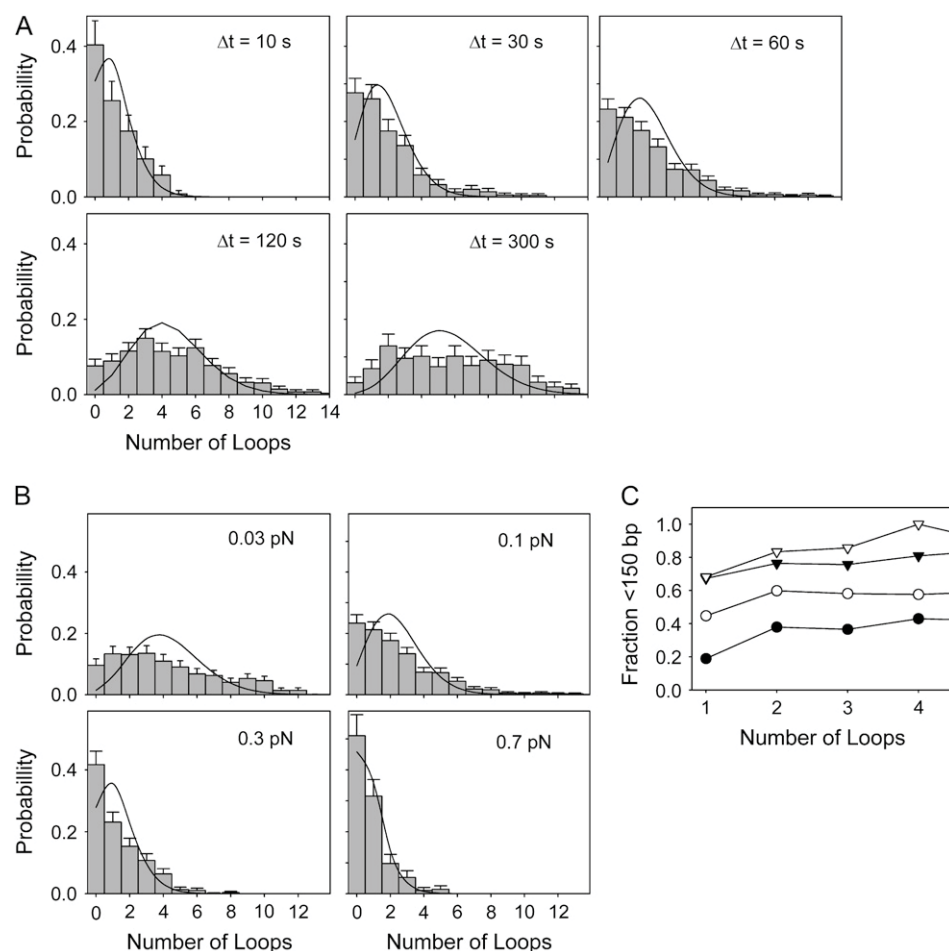 A
Δt = 10 s
Δt = 30 s
Δt = 60 s
Probabillity
0.4
0.2
0.0
Δt = 120 s
Δt = 300 s
Probabillity
0.4
0.2
0.0
0 2 4 6 8 10 12 14
Number of Loops
B
0.03 pN
0.1 pN
Probabillity
0.4
0.2
0.0
0.3 pN
0.7 pN
Probabillity
0.4
0.2
0.0
0 2 4 6 8 10 12
0 2 4 6 8 10 12
Number of Loops
Number of Loops
C
Fraction <150 bp
1.0
0.8
0.6
0.4
0.2
0.0
1 2 3 4
Number of Loops